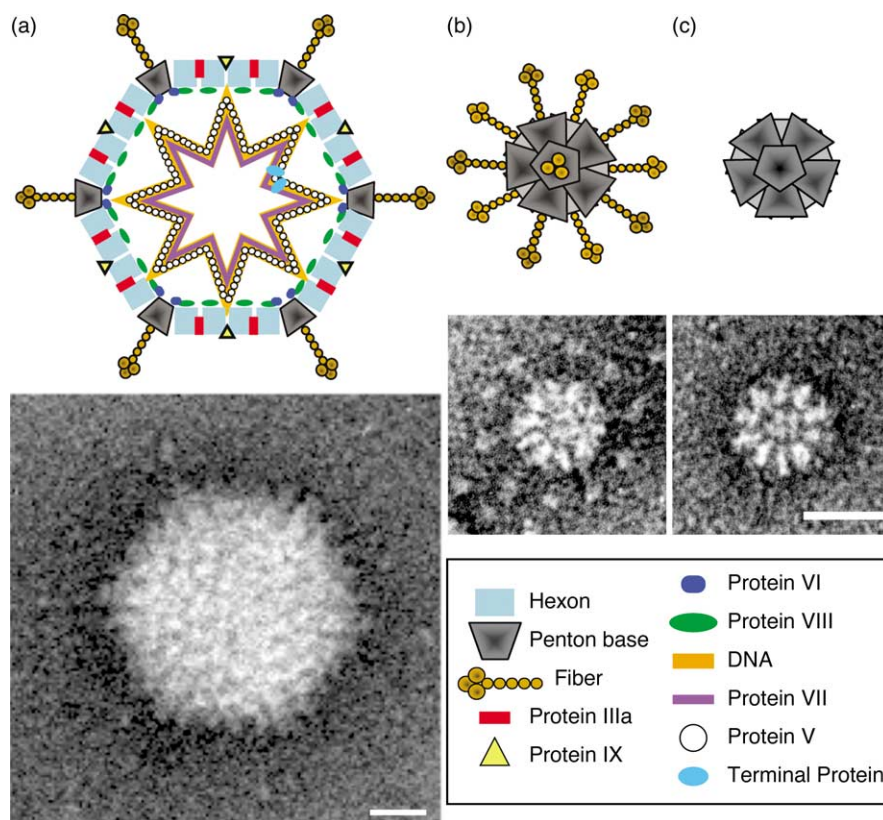 (a)
(b)
(c)
Hexon
Penton base
Fiber
Protein IIIa
Protein IX
Protein VI
Protein VIII
DNA
Protein VII
Protein V
Terminal Protein